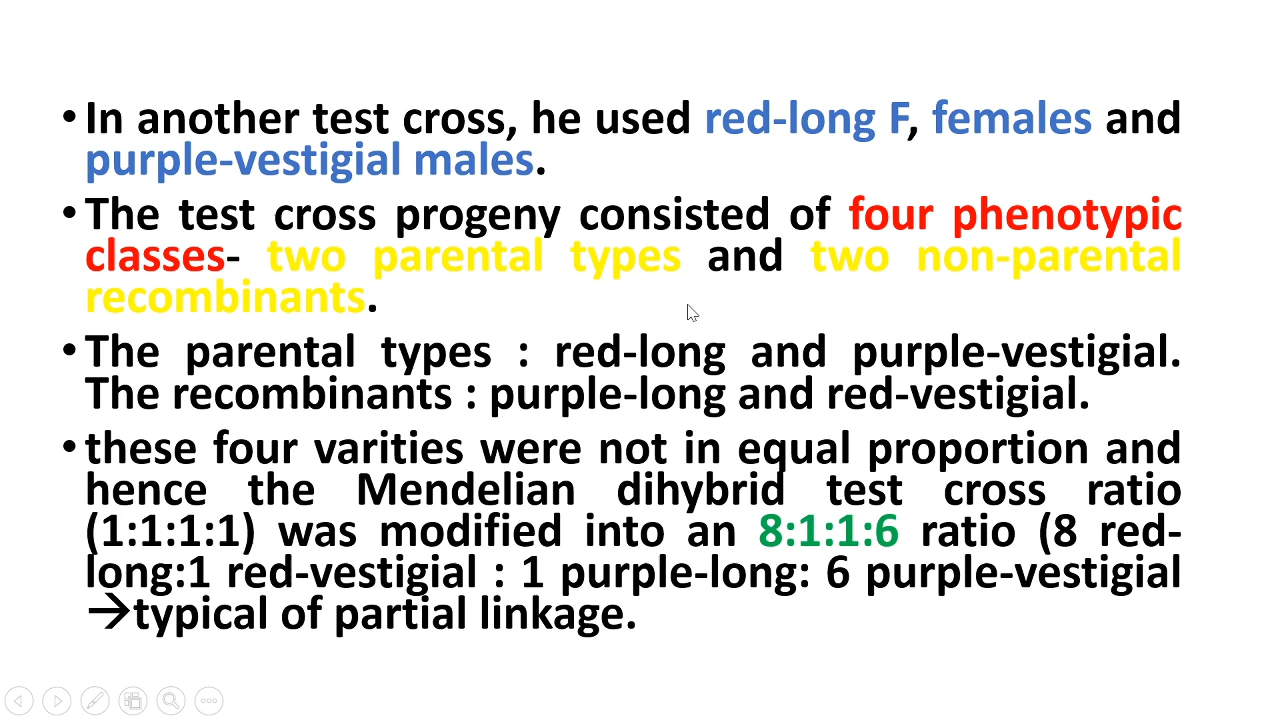 • In another test cross, he used red-long F, females and
purple-vestigial males.
• The test cross progeny consisted of four phenotypic
classes- two parental types and two non-parental
recombinants.
• The parental types : red-long and purple-vestigial.
The recombinants : purple-long and red-vestigial.
• these four varities were not in equal proportion and
hence the Mendelian dihybrid test cross ratio
(1:1:1:1) was modified into an 8:1:1:6 ratio (8 red-
long:1 red-vestigial : 1 purple-long: 6 purple-vestigial
→typical of partial linkage.